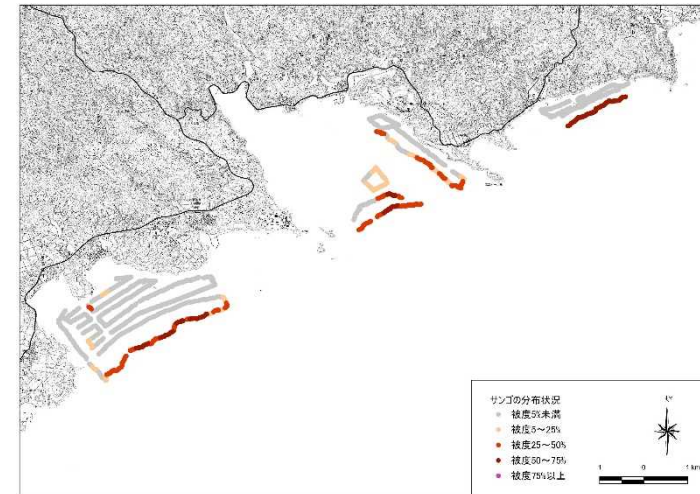 サンゴの分布状況
被度5%未満
被度5～25%
被度25～50%
被度50～75%
被度75%以上
1 0 1 km